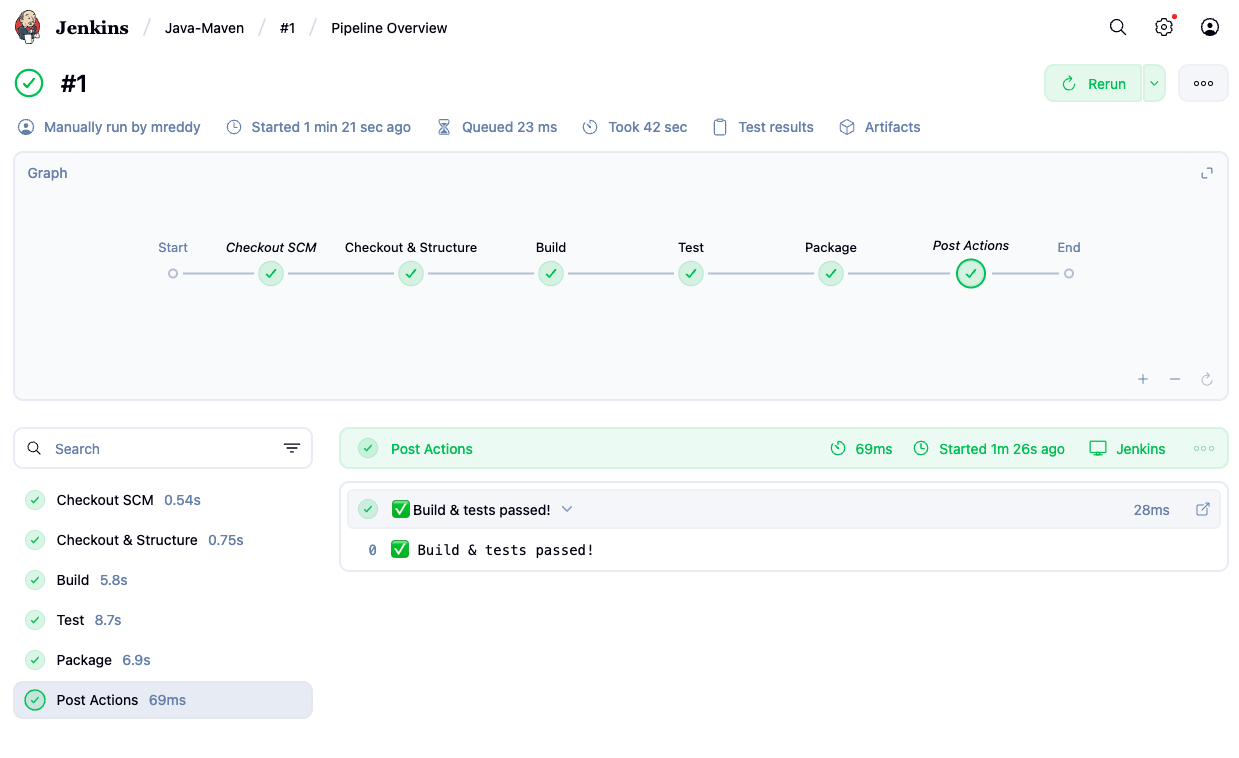 Jenkins / Java-Maven / #1 / Pipeline Overview
#1
Rerun
Manually run by mreddy Started 1 min 21 sec ago Queued 23 ms Took 42 sec Test results Artifacts
Graph
Start Checkout SCM Checkout & Structure Build Test Package Post Actions End
Search
Post Actions 69ms Started 1m 26s ago Jenkins
Checkout SCM 0.54s
Checkout & Structure 0.75s
Build 5.8s
Test 8.7s
Package 6.9s
Post Actions 69ms
✅ Build & tests passed! 28ms
0 ✅ Build & tests passed!